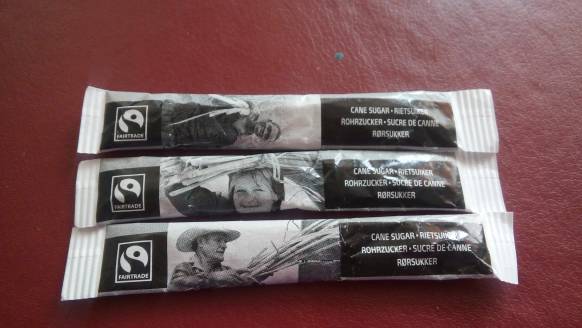 FAIRTRADE
CANE SUGAR • RIETSUIKER
ROHRZUCKER • SUCRE DE CANNE
RØRSUKKER
FAIRTRADE
CANE SUGAR • RIETSUIKER
ROHRZUCKER • SUCRE DE CANNE
RØRSUKKER
FAIRTRADE
CANE SUGAR • RIETSUIKER
ROHRZUCKER • SUCRE DE CANNE
RØRSUKKER